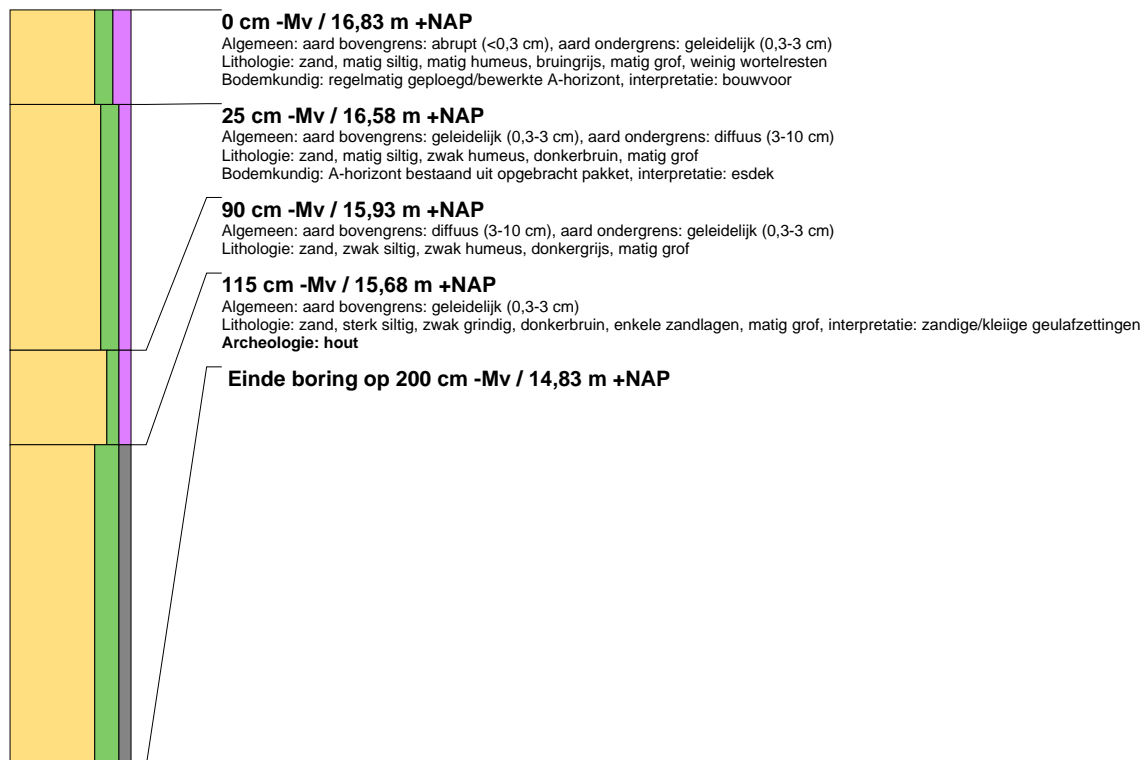 0 cm -Mv / 16,83 m +NAP
Algemeen: aard bovengrens: abrupt (<0,3 cm), aard ondergrens: geleidelijk (0,3-3 cm)
Lithologie: zand, matig siltig, matig humeus, bruingrijs, matig grof, weinig wortelresten
Bodemkundig: regelmatig geploegd/bewerkte A-horizont, interpretatie: bouwvoor
25 cm -Mv / 16,58 m +NAP
Algemeen: aard bovengrens: geleidelijk (0,3-3 cm), aard ondergrens: diffuus (3-10 cm)
Lithologie: zand, matig siltig, zwak humeus, donkerbruin, matig grof
Bodemkundig: A-horizont bestaand uit opgebracht pakket, interpretatie: esdek
90 cm -Mv / 15,93 m +NAP
Algemeen: aard bovengrens: diffuus (3-10 cm), aard ondergrens: geleidelijk (0,3-3 cm)
Lithologie: zand, zwak siltig, zwak humeus, donkergrijs, matig grof
115 cm -Mv / 15,68 m +NAP
Algemeen: aard bovengrens: geleidelijk (0,3-3 cm)
Lithologie: zand, sterk siltig, zwak grindig, donkerbruin, enkele zandlagen, matig grof, interpretatie: zandige/kleiige geulafzettingen
Archeologie: hout
Einde boring op 200 cm -Mv / 14,83 m +NAP